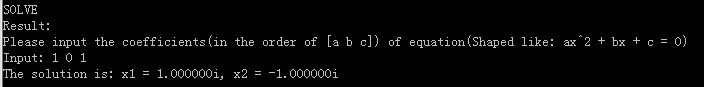 SOLVE
Result:
Please input the coefficients(in the order of [a b c]) of equation(Shaped like: ax^2 + bx + c = 0)
Input: 1 0 1
The solution is: x1 = 1.000000i, x2 = -1.000000i